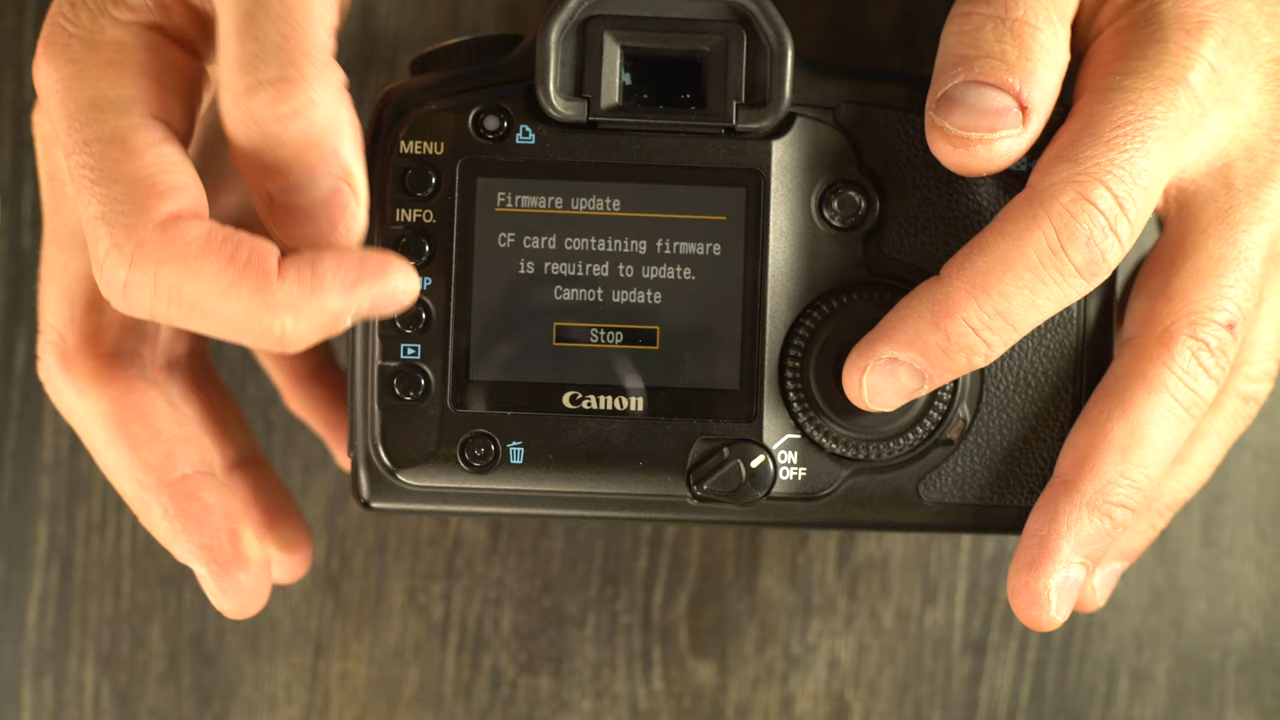 MENU
INFO.
Firmware update
CF card containing firmware
is required to update.
Cannot update
Stop
Canon
ON
OFF